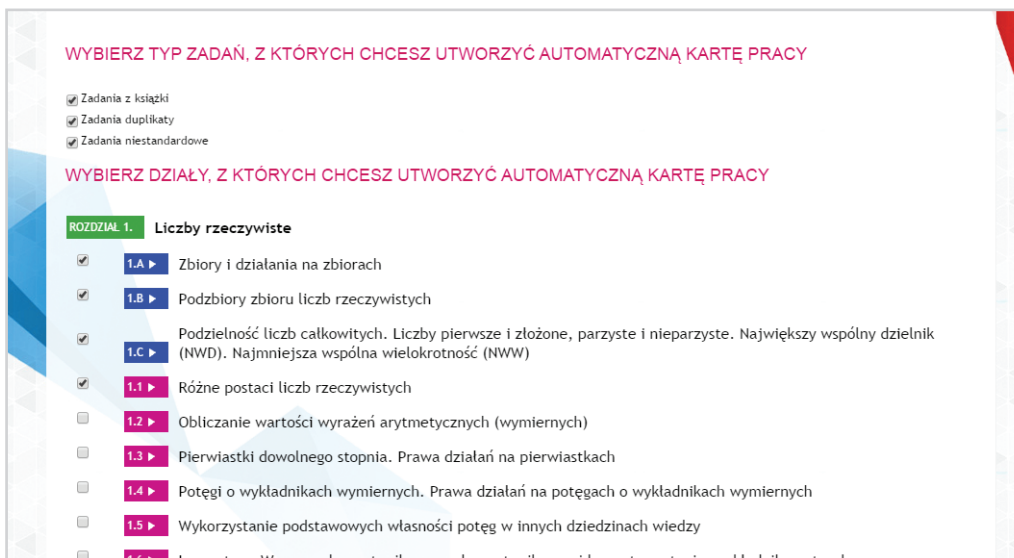 WYBIERZ TYP ZADAŃ, Z KTÓRYCH CHCESZ UTWORZYĆ AUTOMATYCZNĄ KARTĘ PRACY
Zadania z książki
Zadania duplikaty
Zadania niestandardowe
WYBIERZ DZIAŁY, Z KTÓRYCH CHCESZ UTWORZYĆ AUTOMATYCZNĄ KARTĘ PRACY
ROZDZIAŁ 1. Liczby rzeczywiste
1.A Zbiory i działania na zbiorach
1.B Podzbiory zbioru liczb rzeczywistych
Podzielność liczb całkowitych. Liczby pierwsze i złożone, parzyste i nieparzyste. Największy wspólny dzielnik
1.C (NWD). Najmniejsza wspólna wielokrotność (NWW)
1.1 Różne postaci liczb rzeczywistych
1.2 Obliczanie wartości wyrażeń arytmetycznych (wymiernych)
1.3 Pierwiastki dowolnego stopnia. Prawa działań na pierwiastkach
1.4 Potęgi o wykładnikach wymiernych. Prawa działań na potęgach o wykładnikach wymiernych
1.5 Wykorzystanie podstawowych własności potęg w innych dziedzinach wiedzy